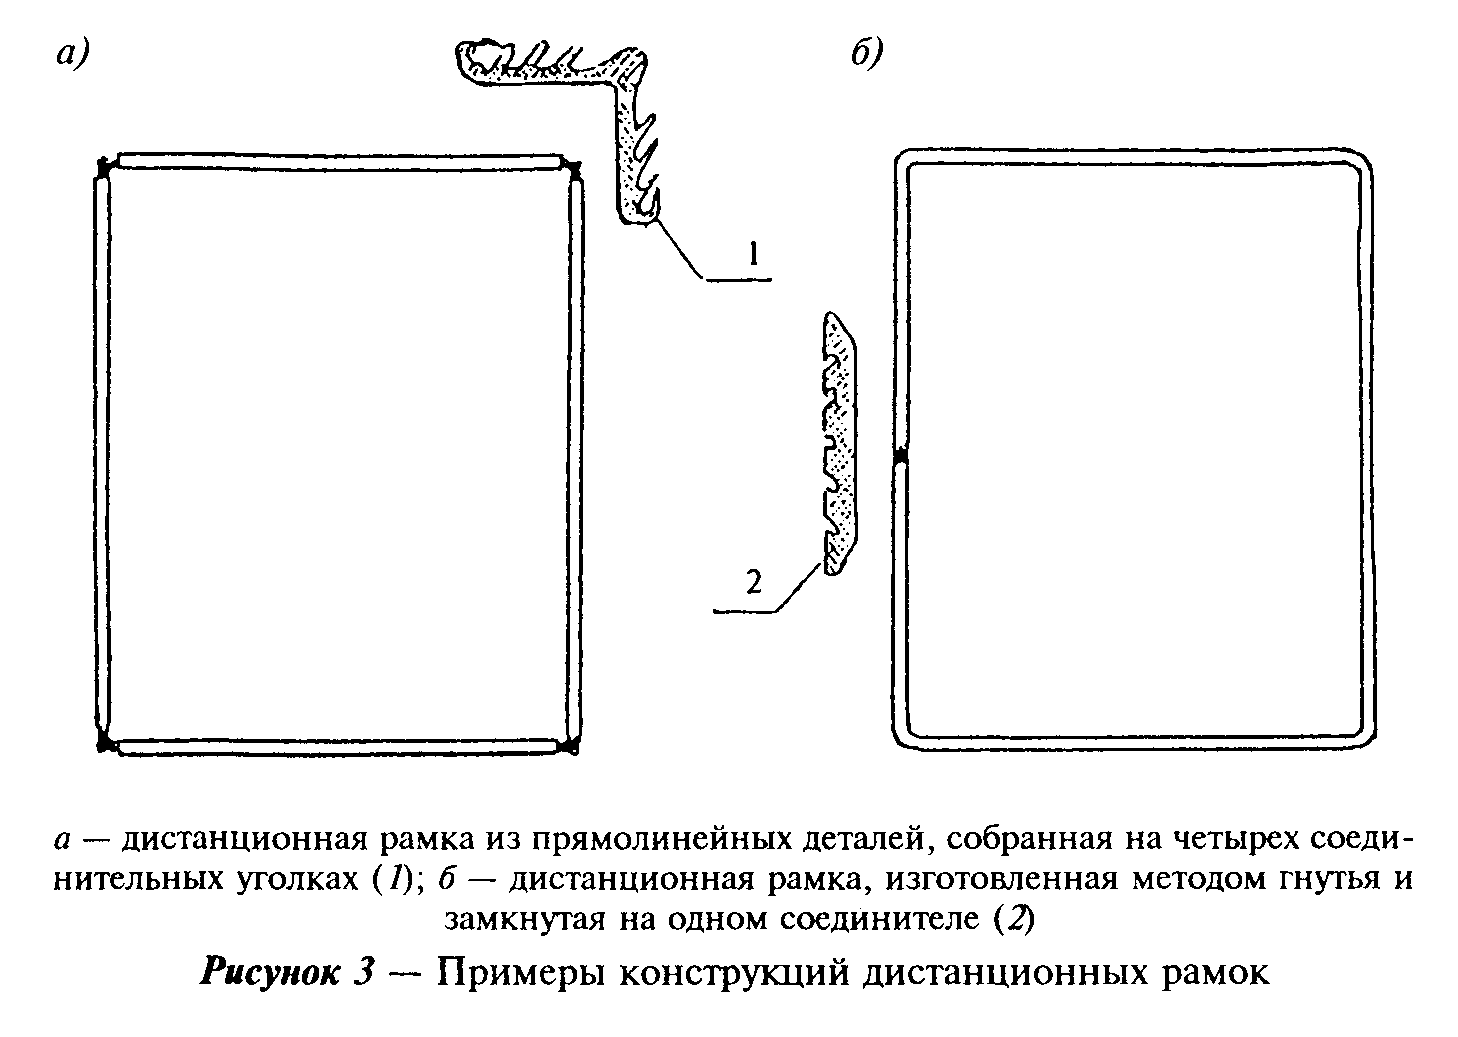 а)
б)
1
2
а — дистанционная рамка из прямолинейных деталей, собранная на четырех соеди-
нительных уголках (1); б — дистанционная рамка, изготовленная методом гнутья и
замкнутая на одном соединителе (2)
Рисунок 3 — Примеры конструкций дистанционных рамок